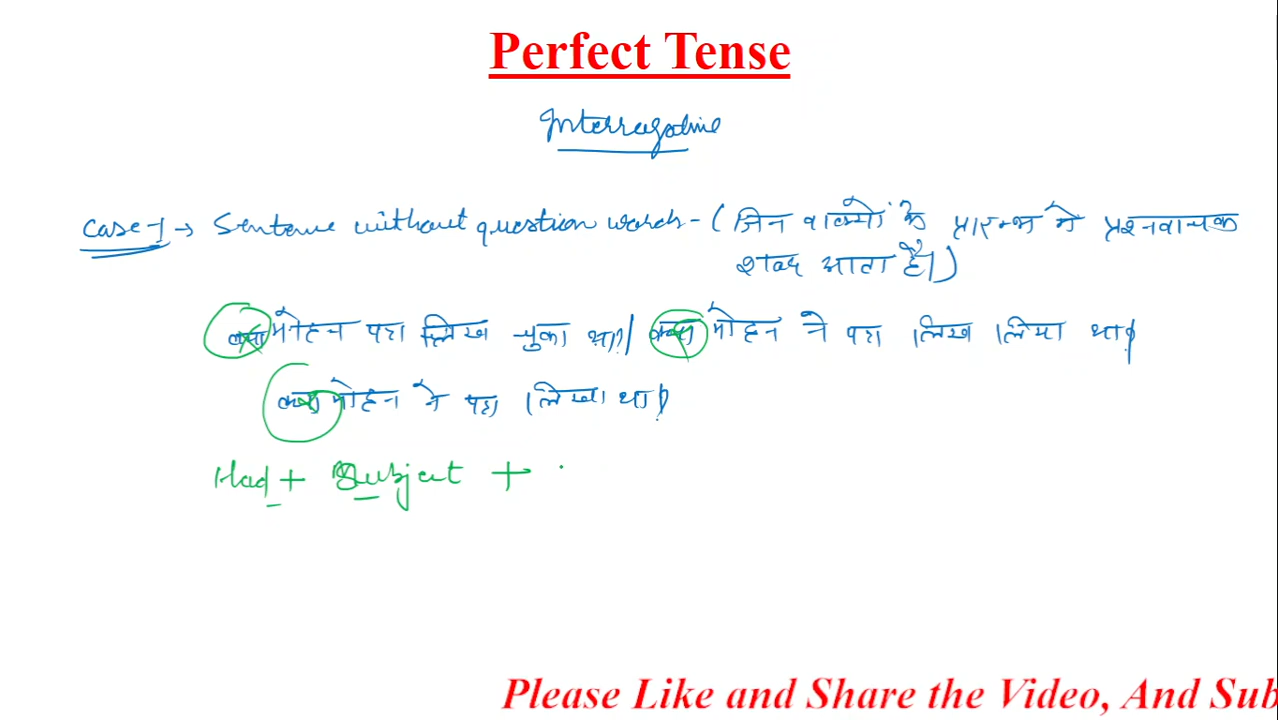 Perfect Tense
Interrogative
Case-1 → Sentence without question words - ( जिन वाक्यों के प्रारम्भ मे प्रश्नवाचक
शब्द आता है। )
क्या मोहन पत्र लिख चुका था? / क्या मोहन ने पत्र लिख लिया था?
क्या मोहन ने पत्र लिखा था?
Had + Subject +
Please Like and Share the Video, And Sub